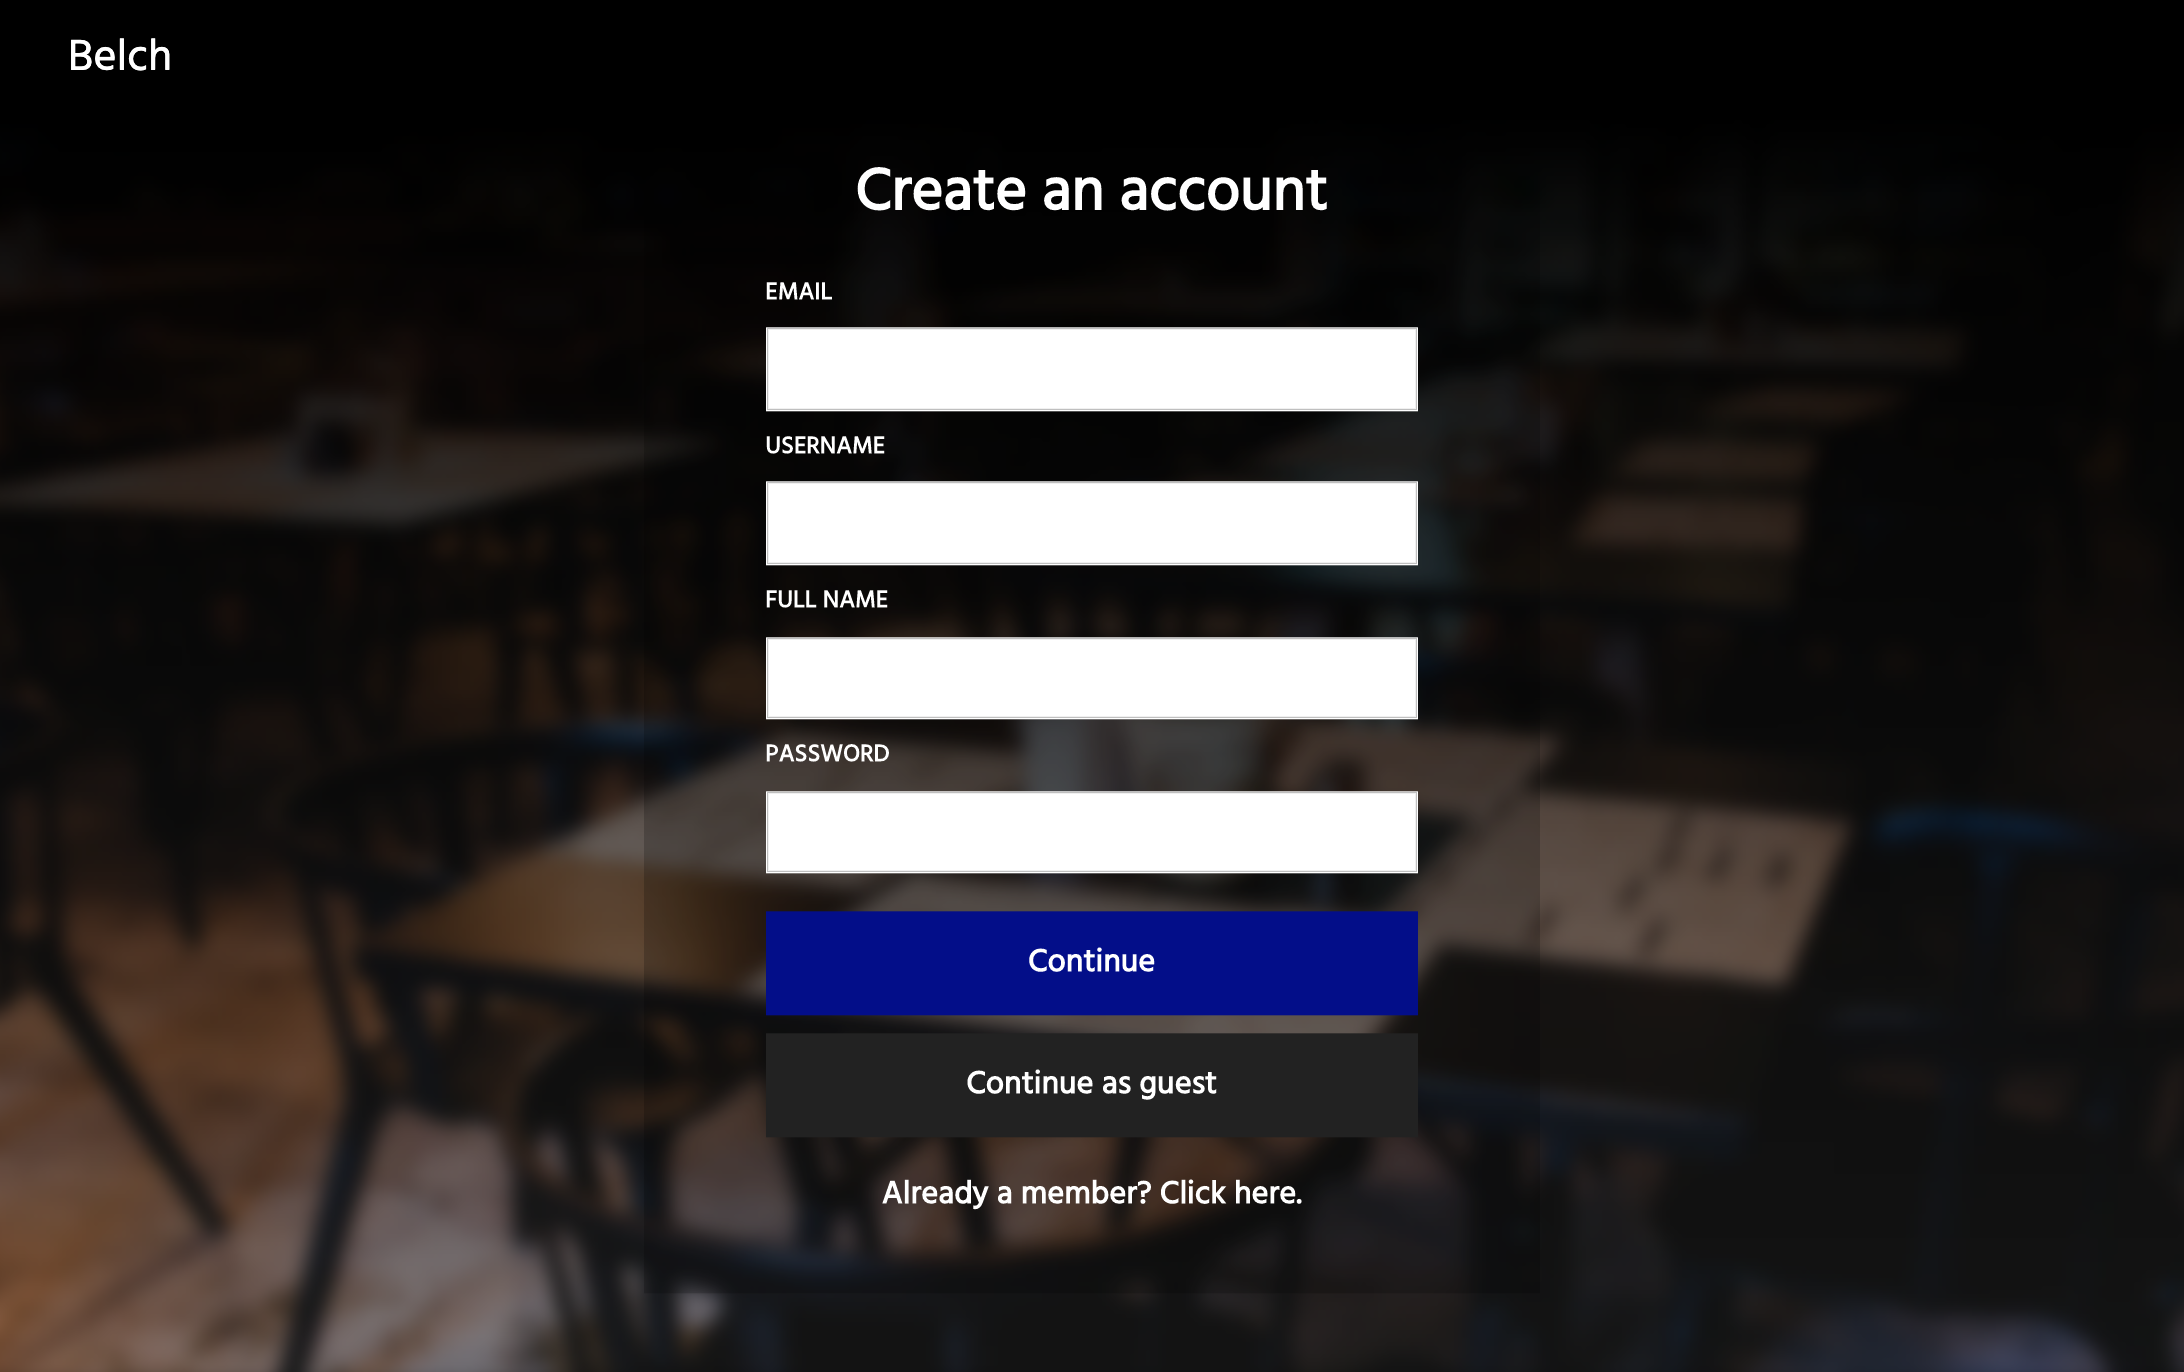 Belch
Create an account
EMAIL
USERNAME
FULL NAME
PASSWORD
Continue
Continue as guest
Already a member? Click here.